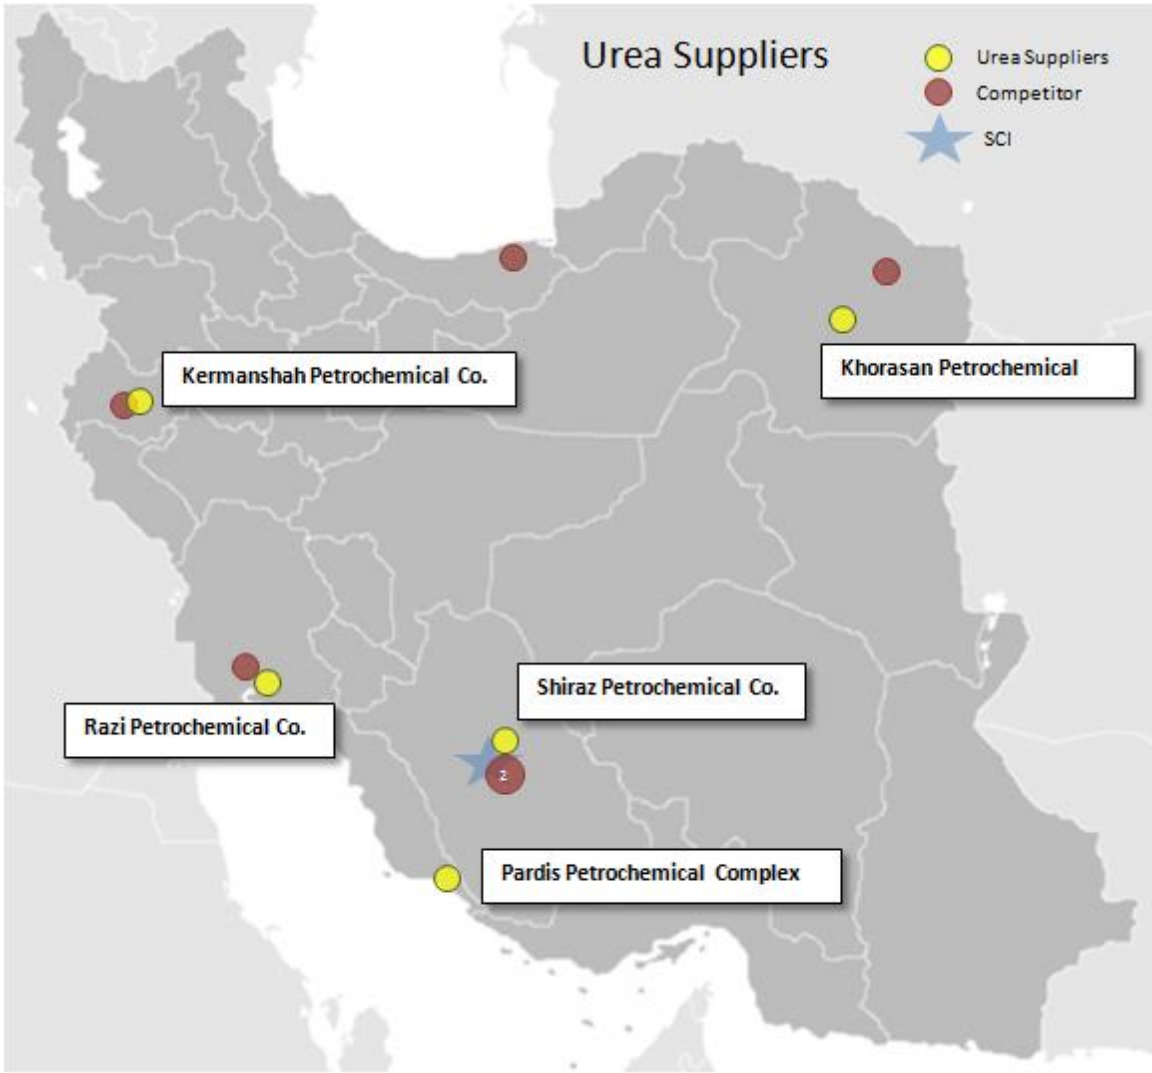 Urea Suppliers
Urea Suppliers
Competitor
SCI
Kermanshah Petrochemical Co.
Khorasan Petrochemical
Shiraz Petrochemical Co.
Razi Petrochemical Co.
2
Pardis Petrochemical Complex